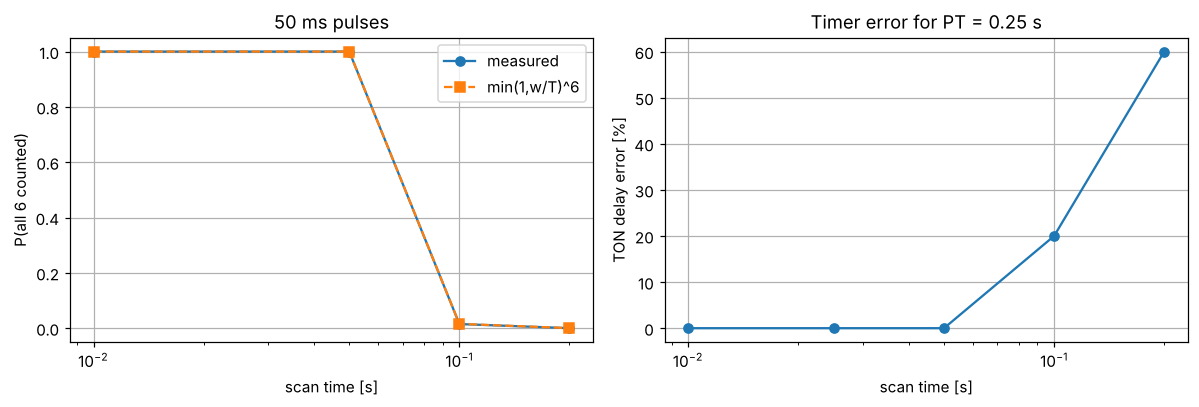 50 ms pulses
P(all 6 counted)
1.0
0.8
0.6
0.4
0.2
0.0
measured
min(1,w/T)^6
10⁻²
10⁻¹
scan time [s]
Timer error for PT = 0.25 s
TON delay error [%]
60
50
40
30
20
10
0
10⁻²
10⁻¹
scan time [s]